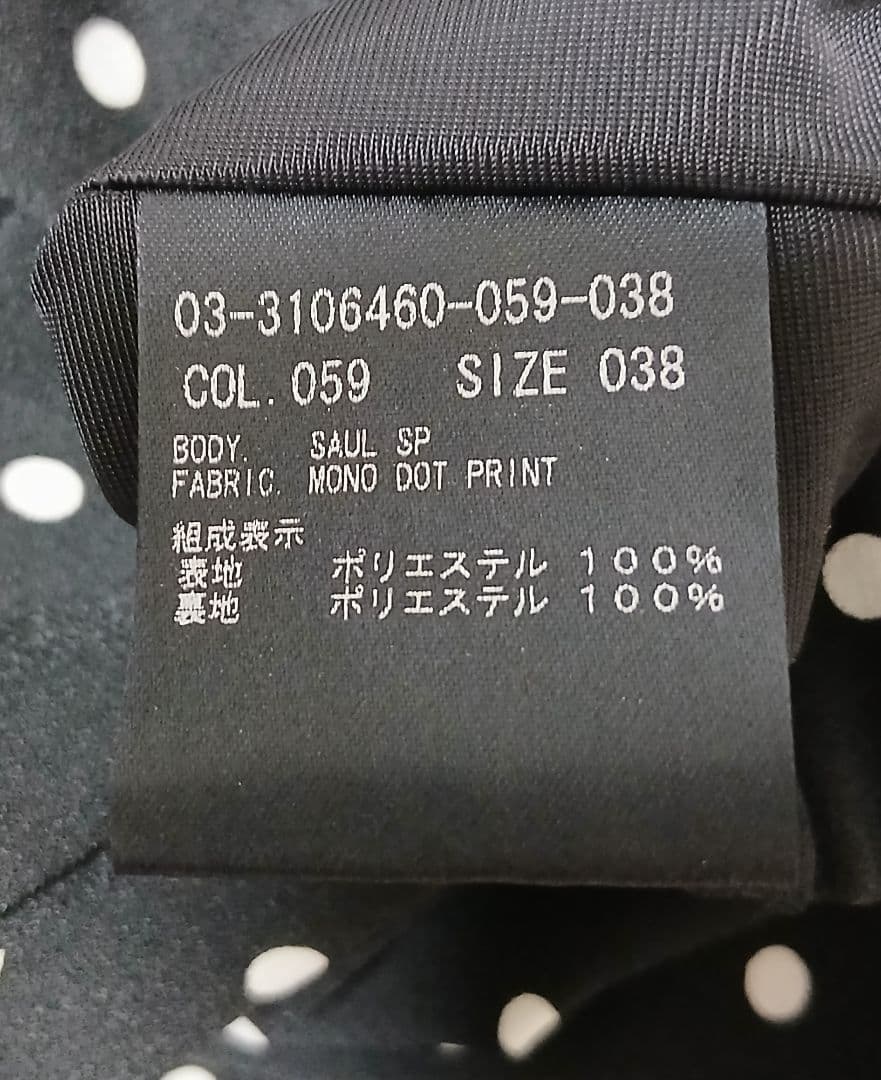 03-3106460-059-038
COL. 059 SIZE 038
BODY. SAUL SP
FABRIC. MONO DOT PRINT
組成表示
表地 ポリエステル 100%
裏地 ポリエステル 100%